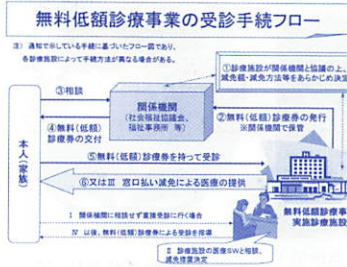 無料低額診療事業の受診手続フロー
注） 通知で示している手続に基づいたフロー図であり、
各診療施設によって手続方法が異なる場合がある。
①診療施設が関係機関と協議の上、
減免額・減免方法等をあらかじめ決定
③相談
関係機関
(社会福祉協議会、
福祉事務所 等)
②無料(低額)診療券の発行
※関係機関で保管
④無料(低額)
診療券の交付
本人(家族)
⑤無料(低額)診療券を持って受診
⑥又はⅢ 窓口払い減免による医療の提供
無料低額診療事
実施診療施設
Ⅰ 関係機関に相談せず直接受診に行く場合
Ⅳ 以後、無料(低額)診療券による受診を指導
Ⅱ 診療施設の医療SWと相談、
減免措置決定